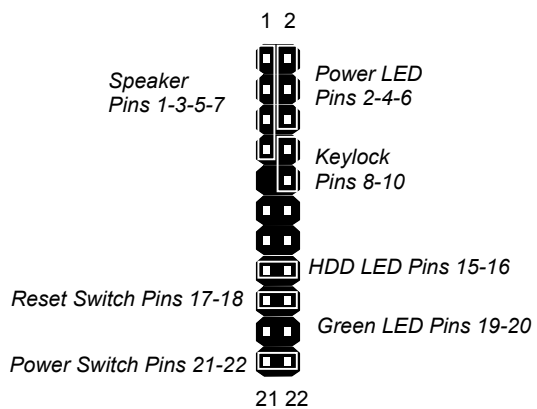 1 2
Speaker
Pins 1-3-5-7
Power LED
Pins 2-4-6
Keylock
Pins 8-10
HDD LED Pins 15-16
Reset Switch Pins 17-18
Green LED Pins 19-20
Power Switch Pins 21-22
21 22